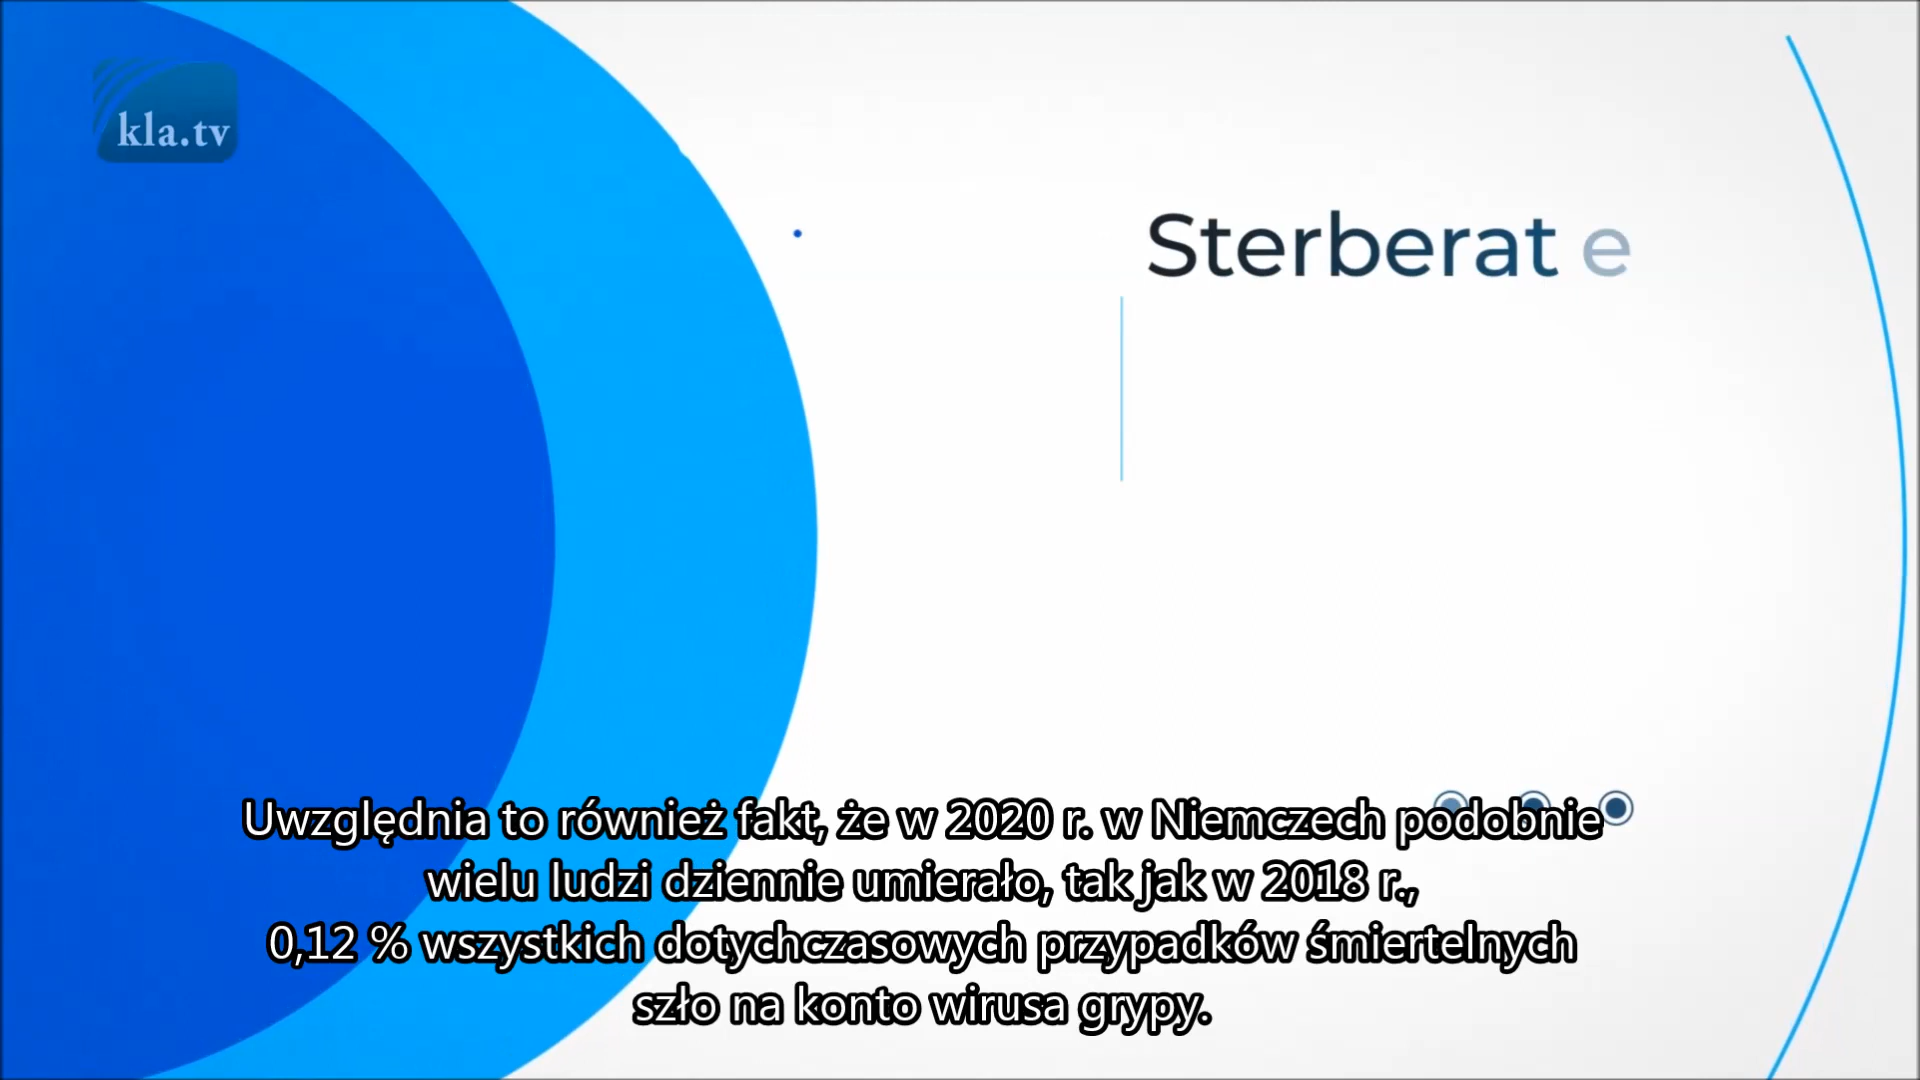 kla.tv
Sterberate
Uwzględnia to również fakt, że w 2020 r. w Niemczech podobnie
wielu ludzi dziennie umierało, tak jak w 2018 r.,
0,12 % wszystkich dotychczasowych przypadków śmiertelnych
szło na konto wirusa grypy.